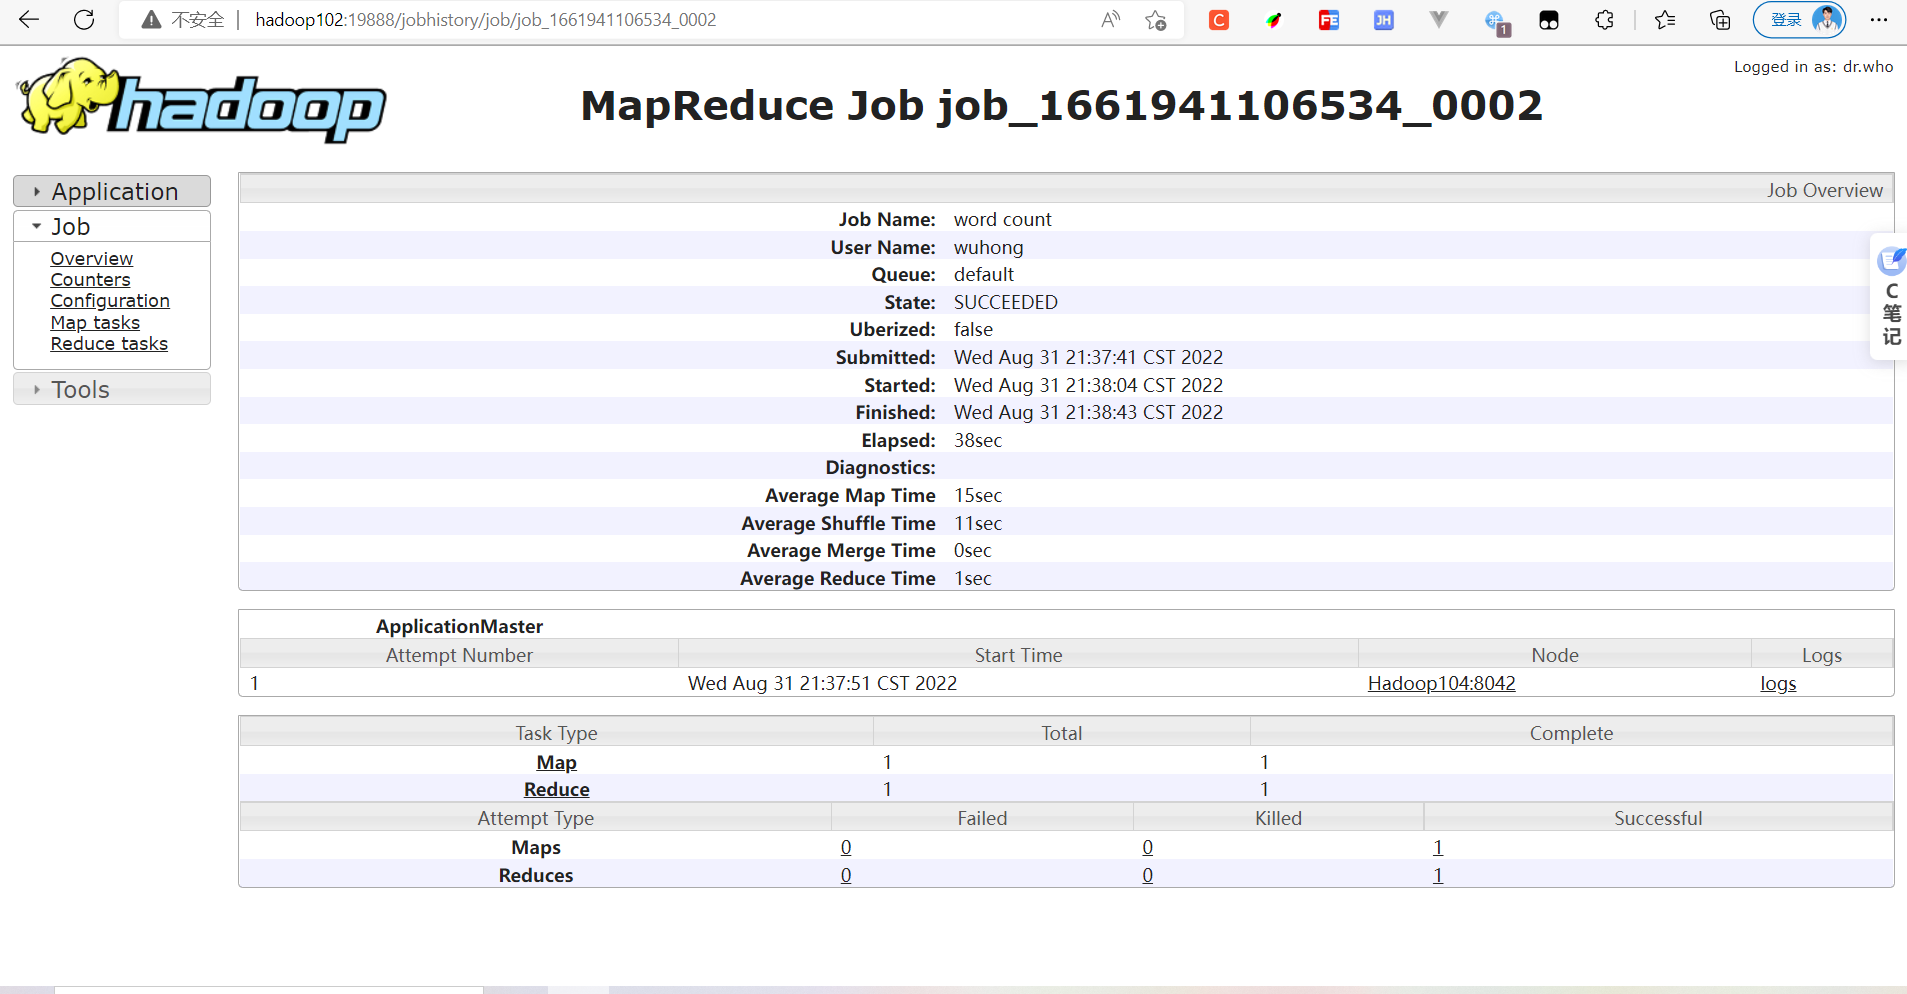 不安全 hadoop102:19888/jobhistory/job/job_1661941106534_0002
C FE JH 1 登录
hadoop
MapReduce Job job_1661941106534_0002
Logged in as: dr.who
Application
Job
Overview
Counters
Configuration
Map tasks
Reduce tasks
Tools
Job Overview
Job Name: word count
User Name: wuhong
Queue: default
State: SUCCEEDED
Uberized: false
Submitted: Wed Aug 31 21:37:41 CST 2022
Started: Wed Aug 31 21:38:04 CST 2022
Finished: Wed Aug 31 21:38:43 CST 2022
Elapsed: 38sec
Diagnostics:
Average Map Time 15sec
Average Shuffle Time 11sec
Average Merge Time 0sec
Average Reduce Time 1sec
ApplicationMaster
Attempt Number Start Time Node Logs
1 Wed Aug 31 21:37:51 CST 2022 Hadoop104:8042 logs
Task Type Total Complete
Map 1 1
Reduce 1 1
Attempt Type Failed Killed Successful
Maps 0 0 1
Reduces 0 0 1
C
笔
记